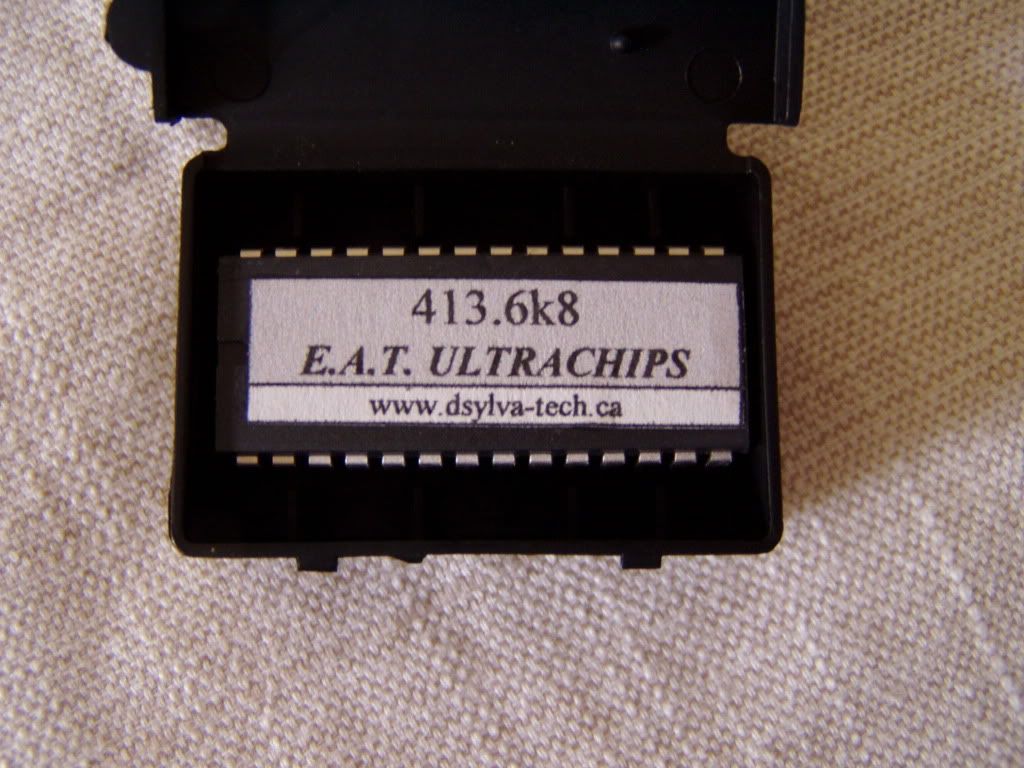 413.6k8
E.A.T. ULTRACHIPS
www.dsylva-tech.ca